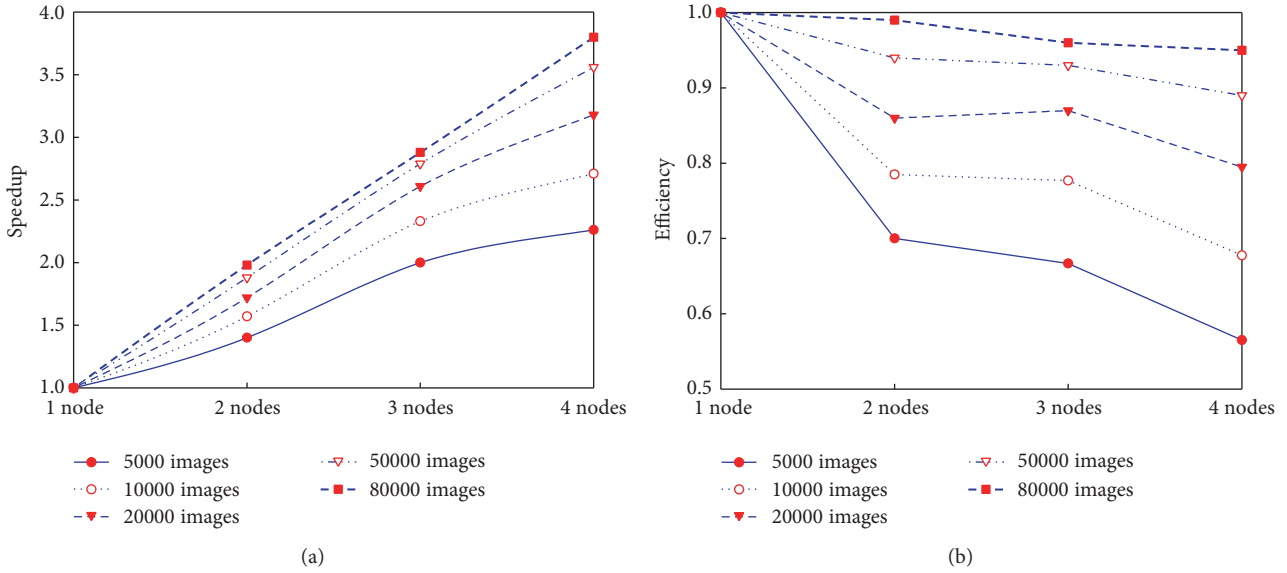 4.0
3.5
3.0
2.5
2.0
1.5
1.0
Speedup
1 node
2 nodes
3 nodes
4 nodes
5000 images
10000 images
20000 images
50000 images
80000 images
(a)
1.0
0.9
0.8
0.7
0.6
0.5
Efficiency
1 node
2 nodes
3 nodes
4 nodes
5000 images
10000 images
20000 images
50000 images
80000 images
(b)